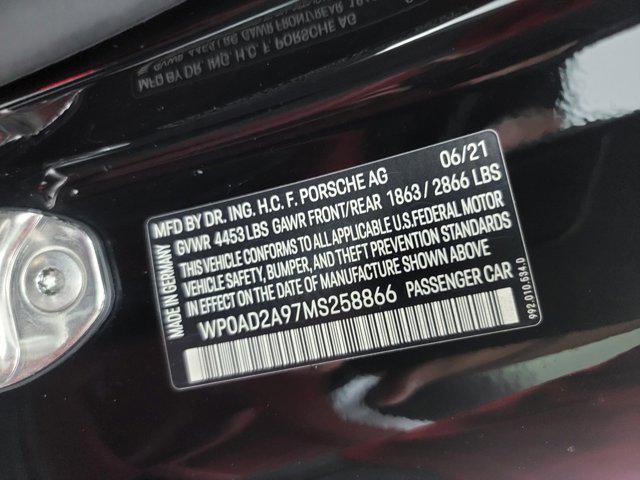 MFD BY DR. ING. H.C. F. PORSCHE AG 06/21
GVWR 4453 LBS GAWR FRONT/REAR 1863 / 2866 LBS
THIS VEHICLE CONFORMS TO ALL APPLICABLE U.S. FEDERAL MOTOR
VEHICLE SAFETY, BUMPER, AND THEFT PREVENTION STANDARDS IN
EFFECT ON THE DATE OF MANUFACTURE SHOWN ABOVE
WP0AD2A97MS258866 PASSENGER CAR
MADE IN GERMANY
992.010.534.0